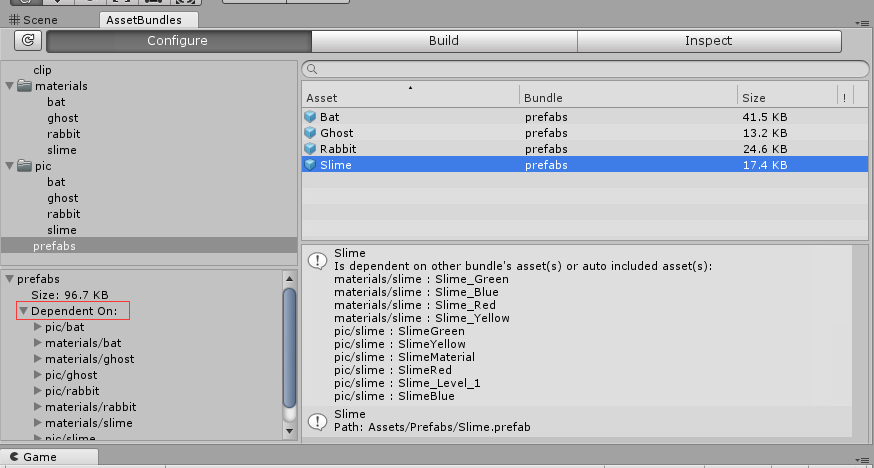 Scene
AssetBundles
Configure
Build
Inspect
clip
materials
bat
ghost
rabbit
slime
pic
bat
ghost
rabbit
slime
prefabs
Asset Bundle Size !
Bat prefabs 41.5 KB
Ghost prefabs 13.2 KB
Rabbit prefabs 24.6 KB
Slime prefabs 17.4 KB
prefabs
Size: 96.7 KB
Dependent On:
pic/bat
materials/bat
materials/ghost
pic/ghost
pic/rabbit
materials/rabbit
materials/slime
pic/slime
Slime
Is dependent on other bundle's asset(s) or auto included asset(s):
materials/slime : Slime_Green
materials/slime : Slime_Blue
materials/slime : Slime_Red
materials/slime : Slime_Yellow
pic/slime : SlimeGreen
pic/slime : SlimeYellow
pic/slime : SlimeMaterial
pic/slime : SlimeRed
pic/slime : Slime_Level_1
pic/slime : SlimeBlue
Slime
Path: Assets/Prefabs/Slime.prefab
Game